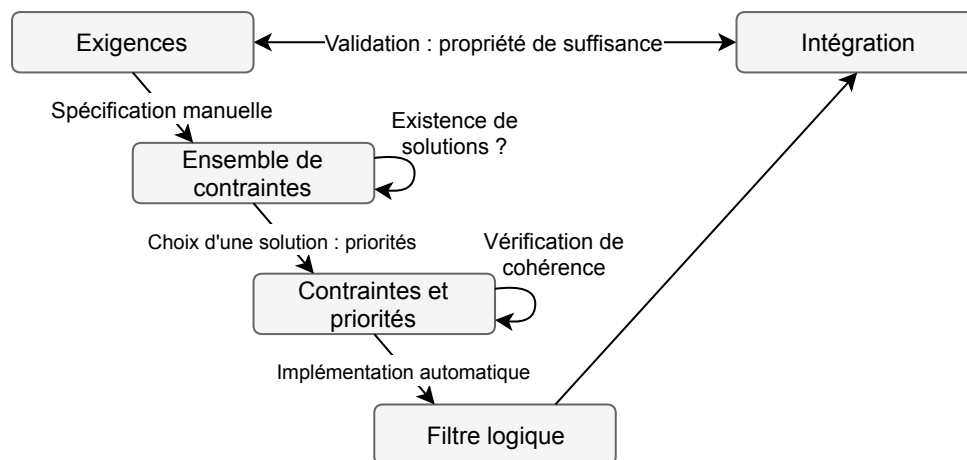 Exigences
Validation : propriété de suffisance
Intégration
Spécification manuelle
Existence de
solutions ?
Ensemble de
contraintes
Choix d'une solution : priorités
Vérification de
cohérence
Contraintes et
priorités
Implémentation automatique
Filtre logique